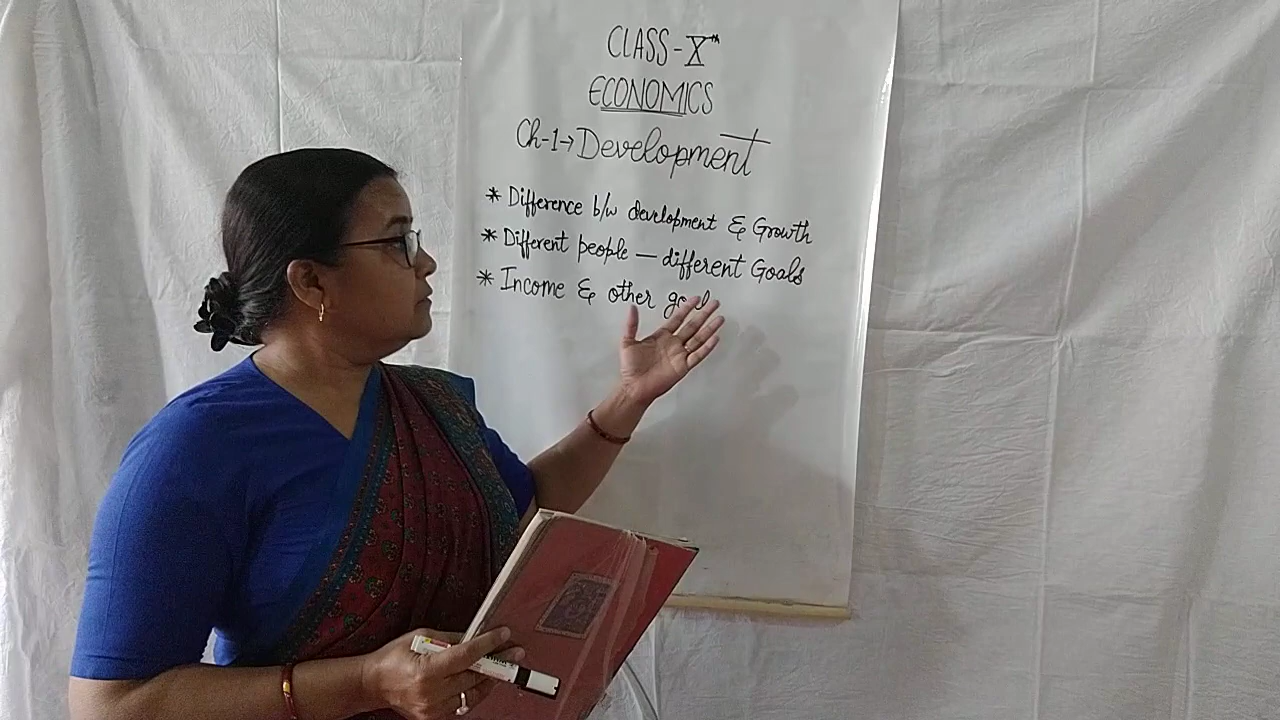 CLASS-Xth
ECONOMICS
Ch-1→Development
* Difference b/w development & Growth
* Different people — different Goals
* Income & other